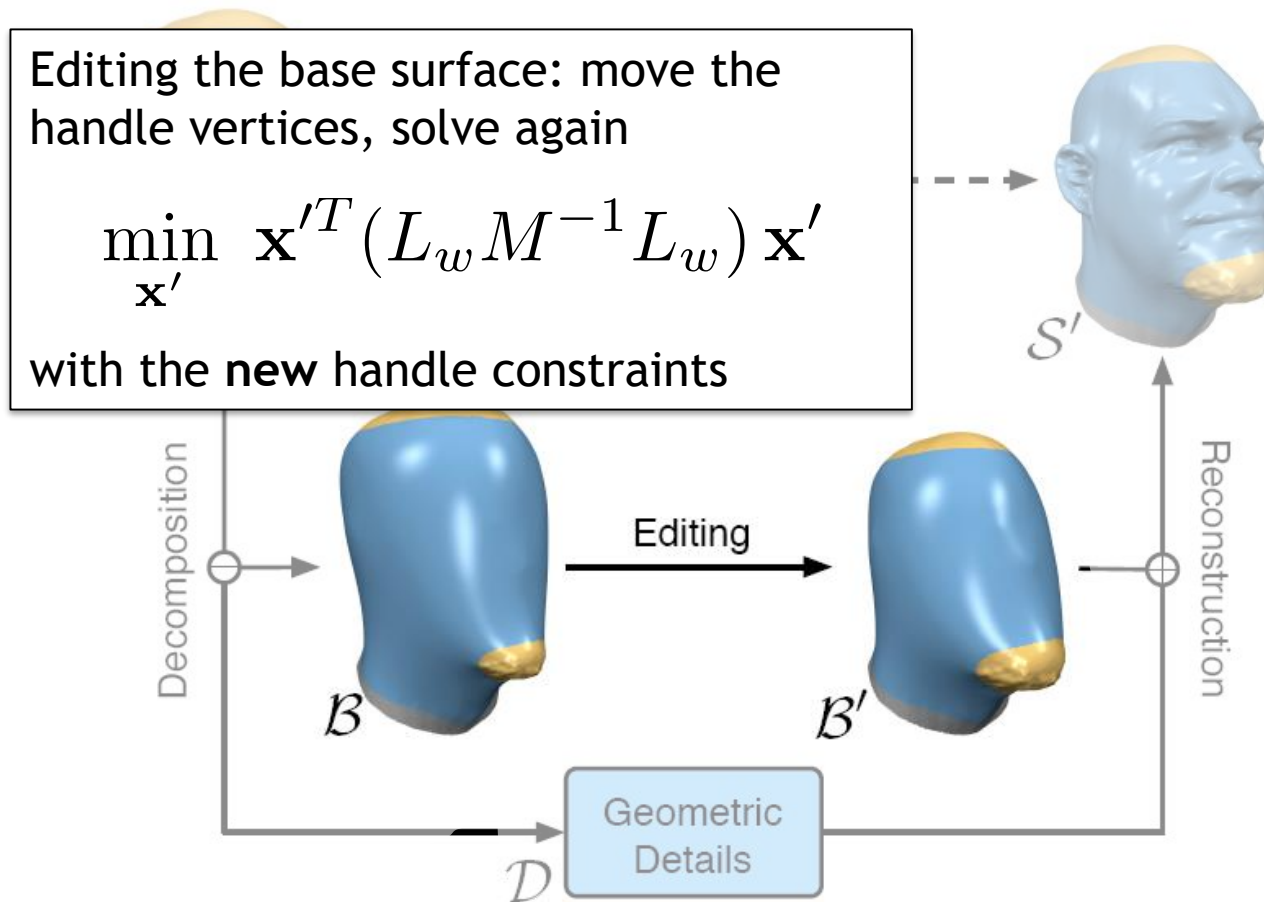 Editing the base surface: move the
handle vertices, solve again
min x′ᵀ(L_w M⁻¹ L_w) x′
x′
with the new handle constraints
S′
Decomposition
Editing
Reconstruction
B
B′
Geometric
Details
D